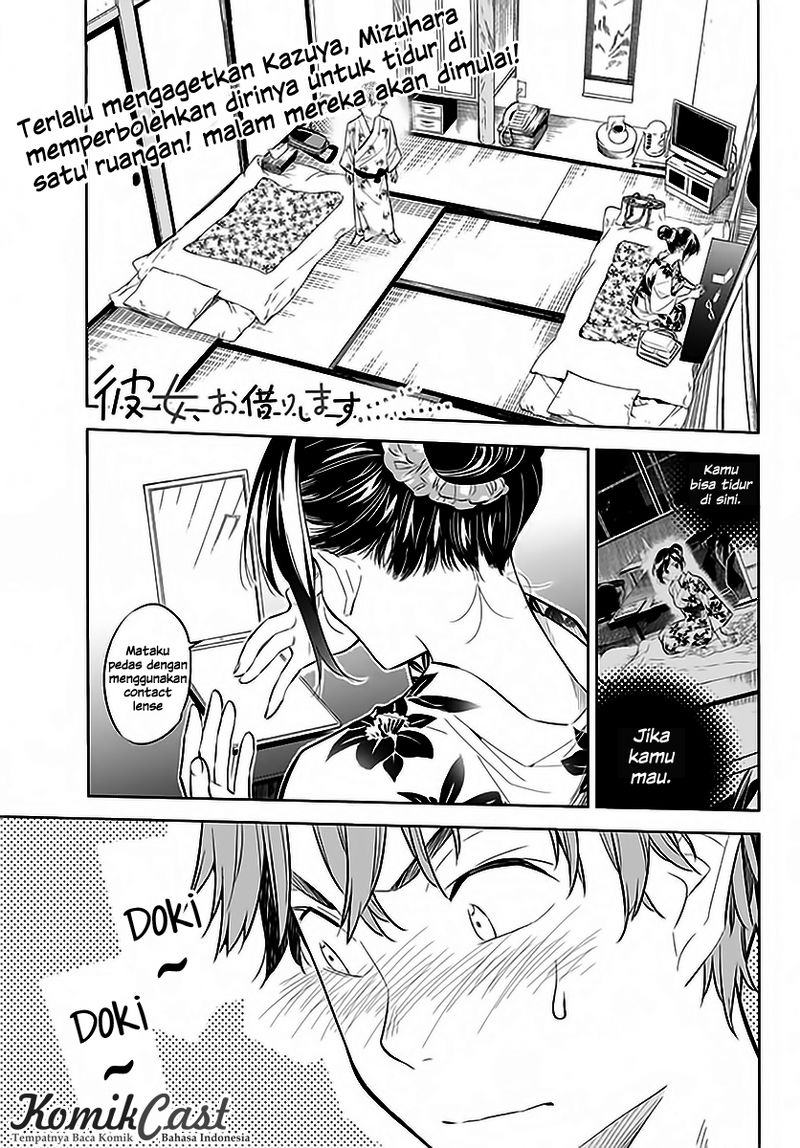 Terlalu mengagetkan Kazuya, Mizuhara
memperbolehkan dirinya untuk tidur di
satu ruangan! malam mereka akan dimulai!
彼女、お借りします
Kamu
bisa tidur
di sini.
Jika
kamu
mau.
Mataku
pedas dengan
menggunakan
contact
lense
DOKI
~
DOKI
~
KomikCast
Tempatnya Baca Komik Bahasa Indonesia